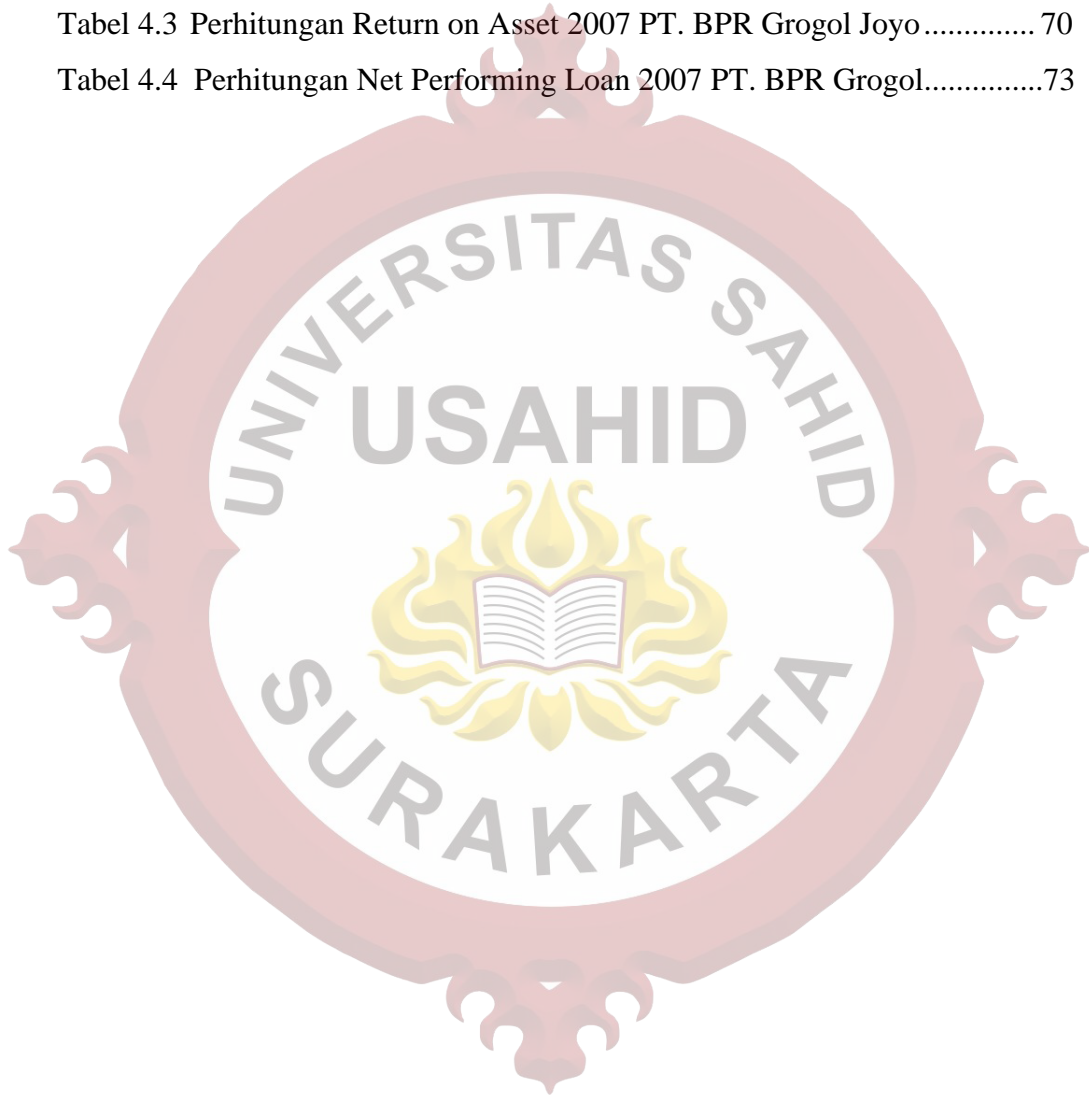 Tabel 4.3 Perhitungan Return on Asset 2007 PT. BPR Grogol Joyo .............. 70
Tabel 4.4 Perhitungan Net Performing Loan 2007 PT. BPR Grogol...............73
UNIVERSITAS SAHID
USAHID
SURAKARTA